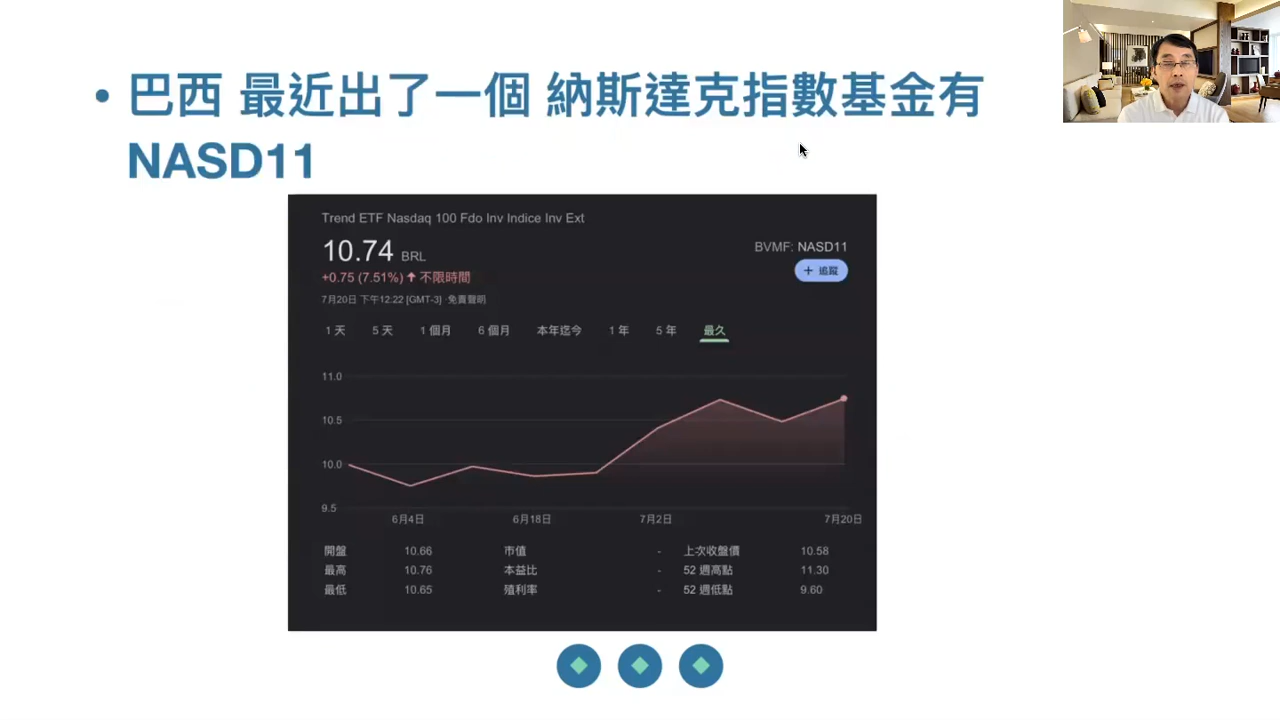 • 巴西 最近出了一個 納斯達克指數基金有
NASD11
Trend ETF Nasdaq 100 Fdo Inv Indice Inv Ext
10.74 BRL
BVMF: NASD11
+0.75 (7.51%) ↑ 不限時間
+ 追蹤
7月20日 下午12:22 [GMT-3] · 免責聲明
1 天 5 天 1 個月 6 個月 本年迄今 1 年 5 年 最久
11.0
10.5
10.0
9.5
6月4日 6月18日 7月2日 7月20日
開盤 10.66 市值 - 上次收盤價 10.58
最高 10.76 本益比 - 52 週高點 11.30
最低 10.65 殖利率 - 52 週低點 9.60